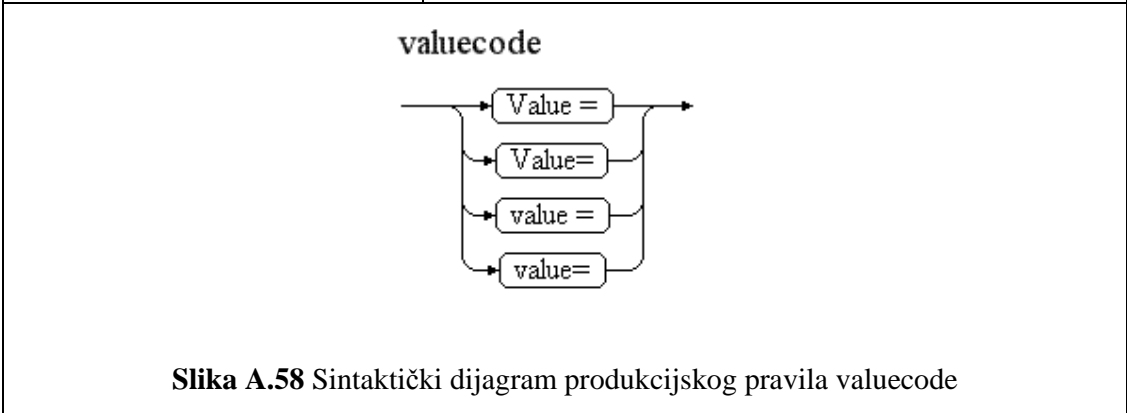 valuecode
Value =
Value=
value =
value=
Slika A.58 Sintaktički dijagram produkcijskog pravila valuecode